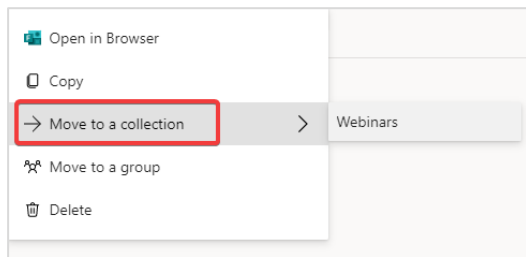 Open in Browser
Copy
Move to a collection
Webinars
Move to a group
Delete